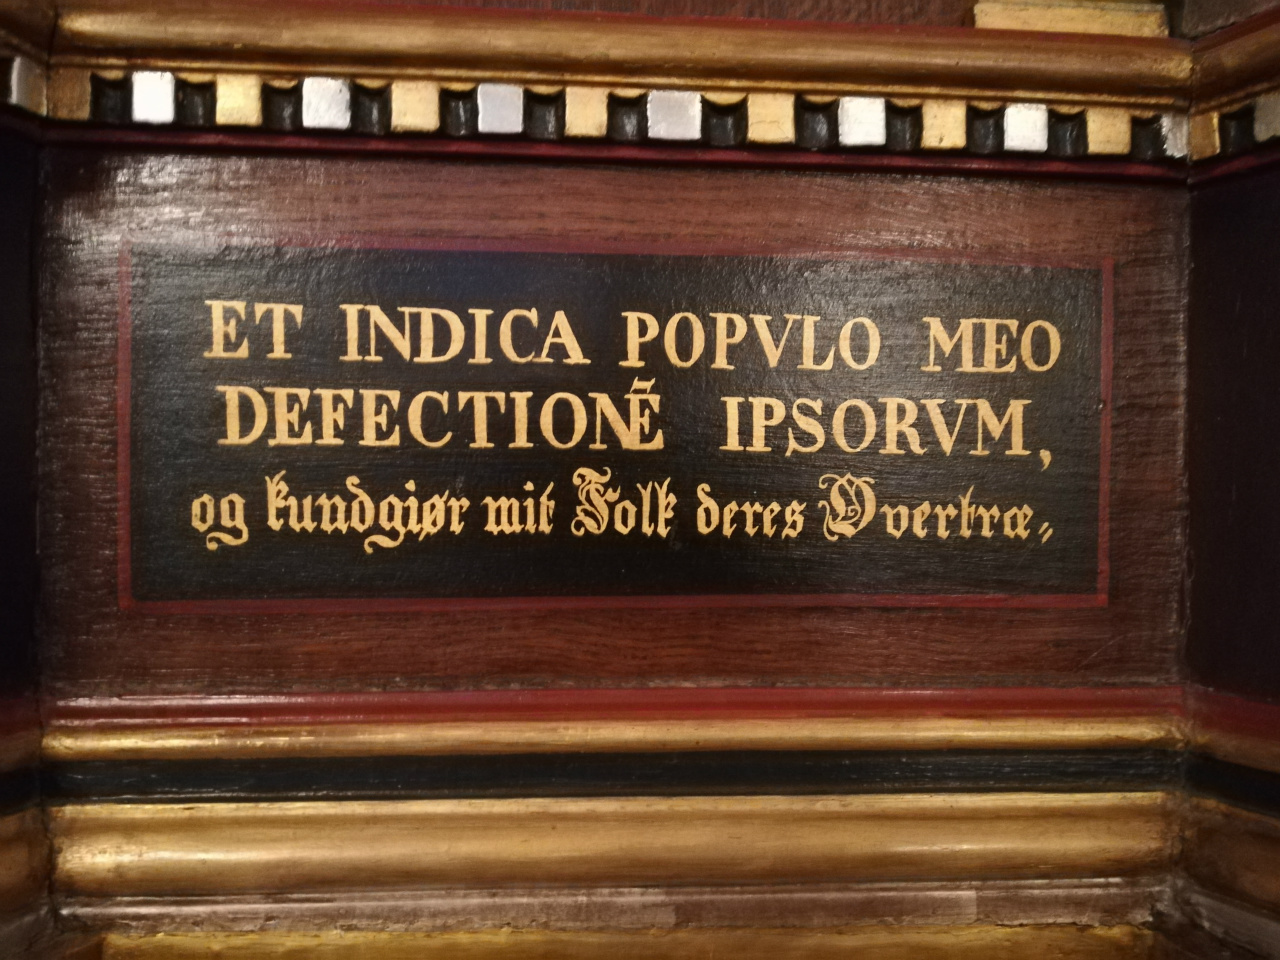 ET INDICA POPVLO MEO
DEFECTIONẼ IPSORVM,
og kundgiør mit Folk deres Overtræ⸗